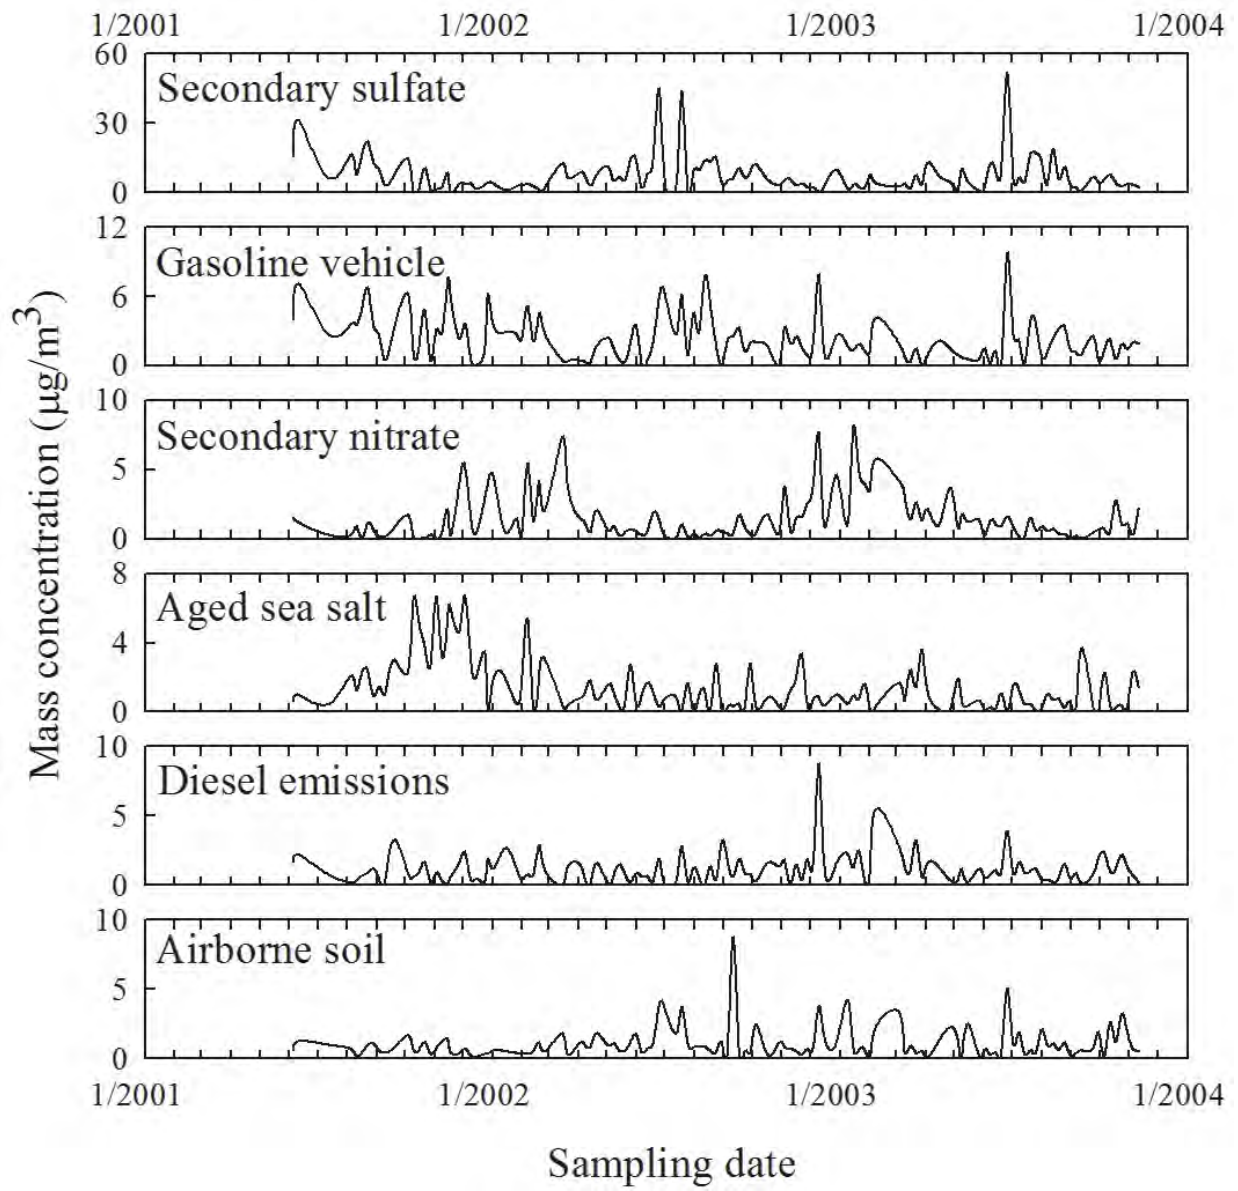 1/2001 1/2002 1/2003 1/2004
60
Secondary sulfate
30
0
12
Gasoline vehicle
6
0
10
Secondary nitrate
5
0
8
Aged sea salt
4
0
10
Diesel emissions
5
0
10
Airborne soil
5
0
Mass concentration (µg/m³)
1/2001 1/2002 1/2003 1/2004
Sampling date